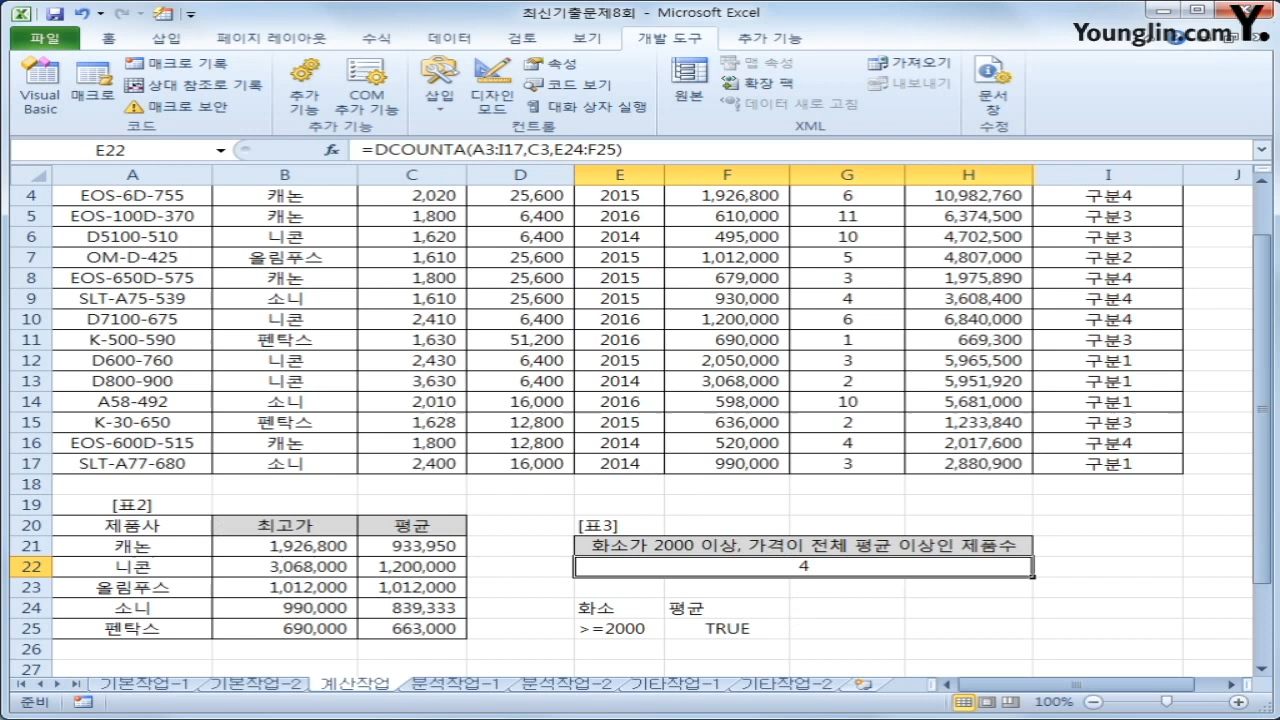 최신기출문제8회 - Microsoft Excel
Younglin.com Y.
파일 홈 삽입 페이지 레이아웃 수식 데이터 검토 보기 개발 도구 추가 기능
Visual Basic
매크로
매크로 기록
상대 참조로 기록
매크로 보안
코드
추가 기능
COM 추가 기능
추가 기능
삽입
디자인 모드
속성
코드 보기
대화 상자 실행
컨트롤
원본
맵 속성
확장 팩
데이터 새로 고침
가져오기
내보내기
XML
문서 창
수정
E22 fx =DCOUNTA(A3:I17,C3,E24:F25)
A B C D E F G H I J
4 EOS-6D-755 캐논 2,020 25,600 2015 1,926,800 6 10,982,760 구분4
5 EOS-100D-370 캐논 1,800 6,400 2016 610,000 11 6,374,500 구분3
6 D5100-510 니콘 1,620 6,400 2014 495,000 10 4,702,500 구분3
7 OM-D-425 올림푸스 1,610 25,600 2015 1,012,000 5 4,807,000 구분2
8 EOS-650D-575 캐논 1,800 25,600 2015 679,000 3 1,975,890 구분4
9 SLT-A75-539 소니 1,610 25,600 2015 930,000 4 3,608,400 구분4
10 D7100-675 니콘 2,410 6,400 2016 1,200,000 6 6,840,000 구분4
11 K-500-590 펜탁스 1,630 51,200 2016 690,000 1 669,300 구분3
12 D600-760 니콘 2,430 6,400 2015 2,050,000 3 5,965,500 구분1
13 D800-900 니콘 3,630 6,400 2014 3,068,000 2 5,951,920 구분1
14 A58-492 소니 2,010 16,000 2016 598,000 10 5,681,000 구분1
15 K-30-650 펜탁스 1,628 12,800 2015 636,000 2 1,233,840 구분3
16 EOS-600D-515 캐논 1,800 12,800 2014 520,000 4 2,017,600 구분4
17 SLT-A77-680 소니 2,400 16,000 2014 990,000 3 2,880,900 구분1
18
19 [표2]
20 제품사 최고가 평균 [표3]
21 캐논 1,926,800 933,950 화소가 2000 이상, 가격이 전체 평균 이상인 제품수
22 니콘 3,068,000 1,200,000 4
23 올림푸스 1,012,000 1,012,000
24 소니 990,000 839,333 화소 평균
25 펜탁스 690,000 663,000 >=2000 TRUE
26
27
기본작업-1 기본작업-2 계산작업 분석작업-1 분석작업-2 기타작업-1 기타작업-2
준비 100%